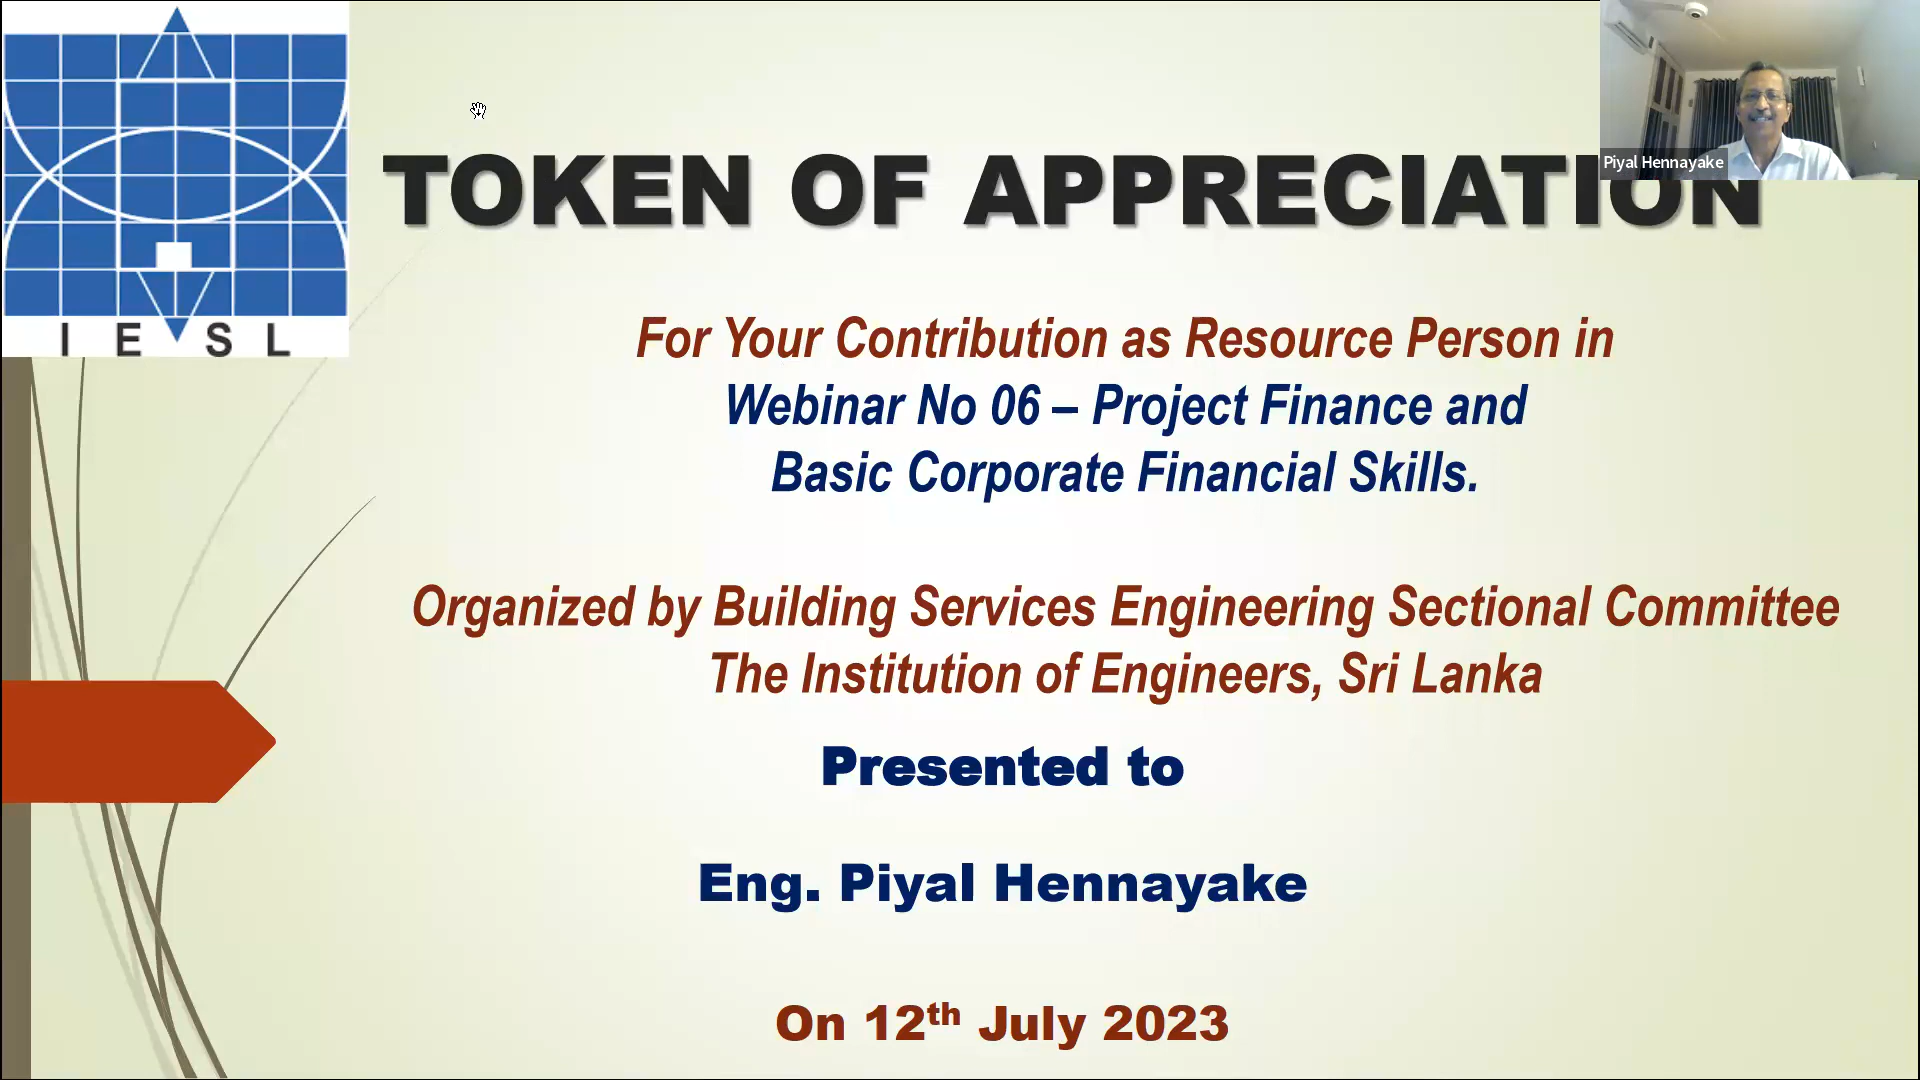 I E S L
Piyal Hennayake
TOKEN OF APPRECIATION
For Your Contribution as Resource Person in
Webinar No 06 – Project Finance and
Basic Corporate Financial Skills.
Organized by Building Services Engineering Sectional Committee
The Institution of Engineers, Sri Lanka
Presented to
Eng. Piyal Hennayake
On 12th July 2023